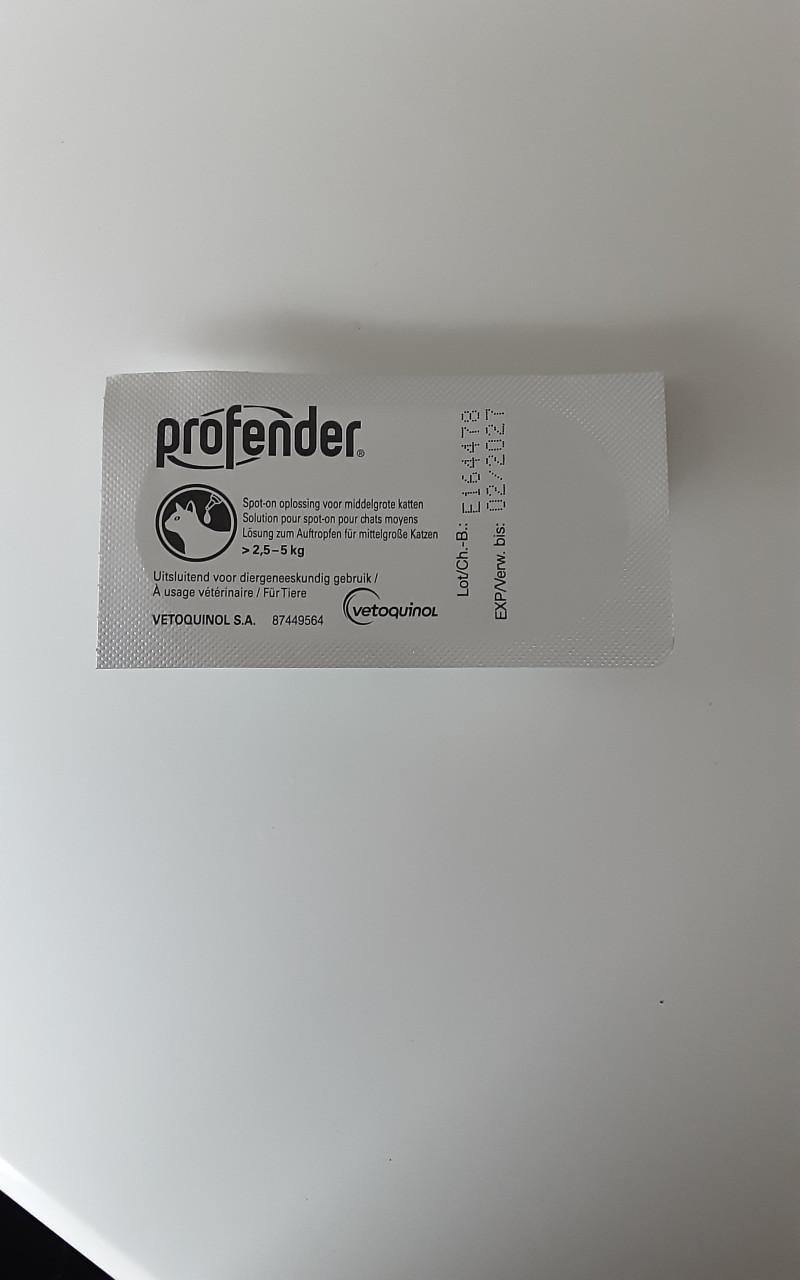 profender®
Spot-on oplossing voor middelgrote katten
Solution pour spot-on pour chats moyens
Lösung zum Auftropfen für mittelgroße Katzen
> 2,5–5 kg
Uitsluitend voor diergeneeskundig gebruik /
À usage vétérinaire / Für Tiere
VETOQUINOL S.A. 87449564
vetoquinol
Lot/Ch.-B.:
EXP/Verw. bis: 02/2027